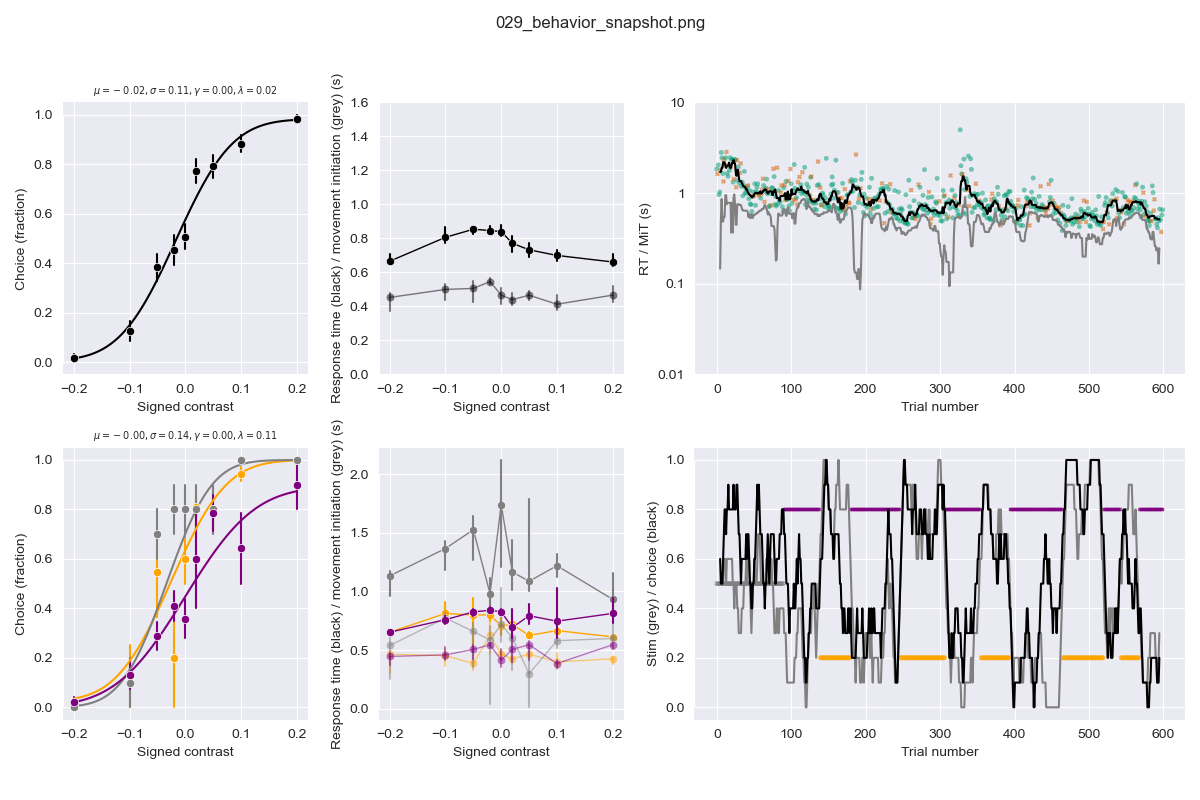 029_behavior_snapshot.png
μ = − 0.02, σ = 0.11, γ = 0.00, λ = 0.02
Choice (fraction)
1.0
0.8
0.6
0.4
0.2
0.0
−0.2 −0.1 0.0 0.1 0.2
Signed contrast
Response time (black) / movement initiation (grey) (s)
1.6
1.4
1.2
1.0
0.8
0.6
0.4
0.2
0.0
−0.2 −0.1 0.0 0.1 0.2
Signed contrast
RT / MiT (s)
10
1
0.1
0.01
0 100 200 300 400 500 600
Trial number
μ = − 0.00, σ = 0.14, γ = 0.00, λ = 0.11
Choice (fraction)
1.0
0.8
0.6
0.4
0.2
0.0
−0.2 −0.1 0.0 0.1 0.2
Signed contrast
Response time (black) / movement initiation (grey) (s)
2.0
1.5
1.0
0.5
0.0
−0.2 −0.1 0.0 0.1 0.2
Signed contrast
Stim (grey) / choice (black)
1.0
0.8
0.6
0.4
0.2
0.0
0 100 200 300 400 500 600
Trial number